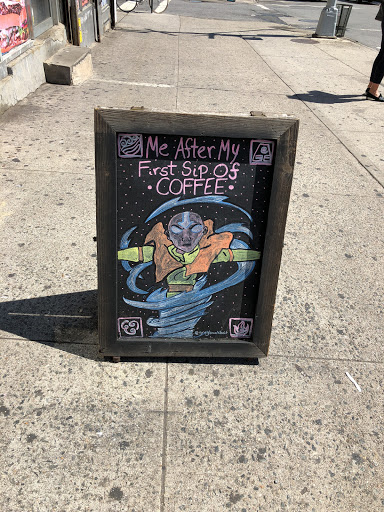 Me After My
First Sip Of
• COFFEE •